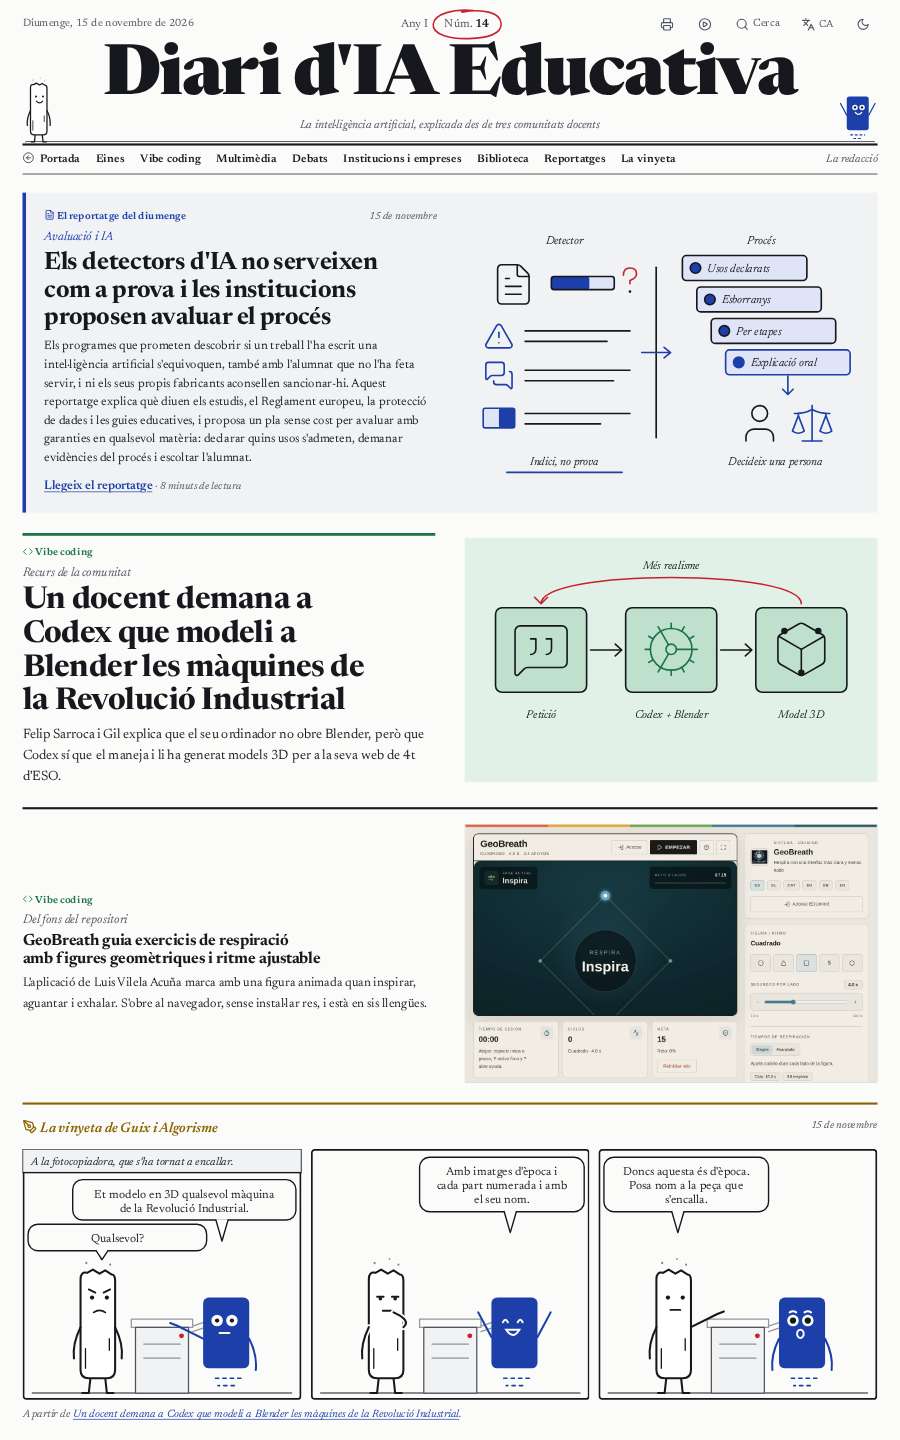 Diumenge, 15 de novembre de 2026
Any I Núm. 14
Cerca
CA
Diari d'IA Educativa
La intel·ligència artificial, explicada des de tres comunitats docents
Portada Eines Vibe coding Multimèdia Debats Institucions i empreses Biblioteca Reportatges La vinyeta
La redacció
El reportatge del diumenge
15 de novembre
Avaluació i IA
Els detectors d'IA no serveixen
com a prova i les institucions
proposen avaluar el procés
Els programes que prometen descobrir si un treball l'ha escrit una
intel·ligència artificial s'equivoquen, també amb l'alumnat que no l'ha feta
servir, i ni els seus propis fabricants aconsellen sancionar-hi. Aquest
reportatge explica què diuen els estudis, el Reglament europeu, la protecció
de dades i les guies educatives, i proposa un pla sense cost per avaluar amb
garanties en qualsevol matèria: declarar quins usos s'admeten, demanar
evidències del procés i escoltar l'alumnat.
Llegeix el reportatge · 8 minuts de lectura
Detector
?
Indici, no prova
Procés
Usos declarats
Esborranys
Per etapes
Explicació oral
Decideix una persona
Vibe coding
Recurs de la comunitat
Un docent demana a
Codex que modeli a
Blender les màquines de
la Revolució Industrial
Felip Sarroca i Gil explica que el seu ordinador no obre Blender, però que
Codex sí que el maneja i li ha generat models 3D per a la seva web de 4t
d'ESO.
Més realisme
Petició
Codex + Blender
Model 3D
Vibe coding
Del fons del repositori
GeoBreath guia exercicis de respiració
amb figures geomètriques i ritme ajustable
L'aplicació de Luis Vilela Acuña marca amb una figura animada quan inspirar,
aguantar i exhalar. S'obre al navegador, sense instal·lar res, i està en sis llengües.
GeoBreath
EMPEZAR
Inspira
RESPIRA
Inspira
TIEMPO DE SESIÓN
00:00
CICLOS
0
Cuadrado · 4.0 s
META
15
GeoBreath
Cuadrado
SEGUNDOS POR LADO
4.0 s
TIEMPOS DE RESPIRACIÓN
La vinyeta de Guix i Algorisme
15 de novembre
A la fotocopiadora, que s'ha tornat a encallar.
Et modelo en 3D qualsevol màquina
de la Revolució Industrial.
Qualsevol?
Amb imatges d'època i
cada part numerada i amb
el seu nom.
Doncs aquesta és d'època.
Posa nom a la peça que
s'encalla.
A partir de Un docent demana a Codex que modeli a Blender les màquines de la Revolució Industrial.